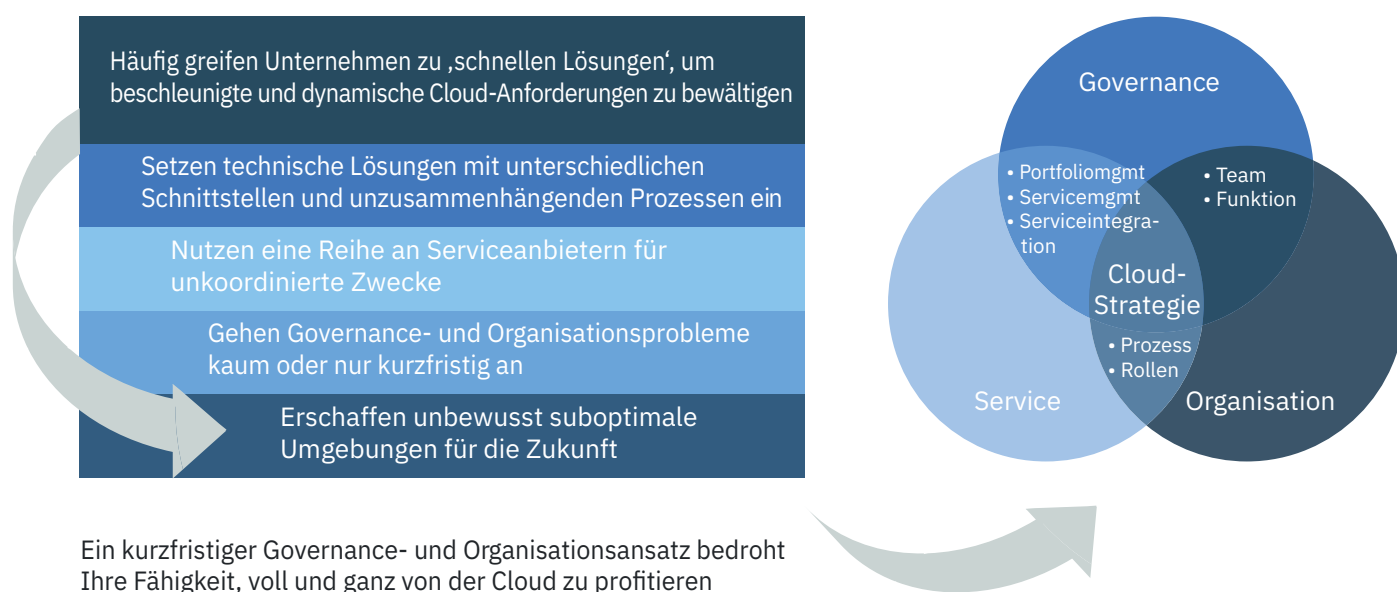 Häufig greifen Unternehmen zu ‚schnellen Lösungen‘, um
beschleunigte und dynamische Cloud-Anforderungen zu bewältigen
Setzen technische Lösungen mit unterschiedlichen
Schnittstellen und unzusammenhängenden Prozessen ein
Nutzen eine Reihe an Serviceanbietern für
unkoordinierte Zwecke
Gehen Governance- und Organisationsprobleme
kaum oder nur kurzfristig an
Erschaffen unbewusst suboptimale
Umgebungen für die Zukunft
Ein kurzfristiger Governance- und Organisationsansatz bedroht
Ihre Fähigkeit, voll und ganz von der Cloud zu profitieren
Governance
• Portfoliomgmt
• Servicemgmt
• Serviceintegra-
tion
• Team
• Funktion
Cloud-
Strategie
• Prozess
• Rollen
Service
Organisation